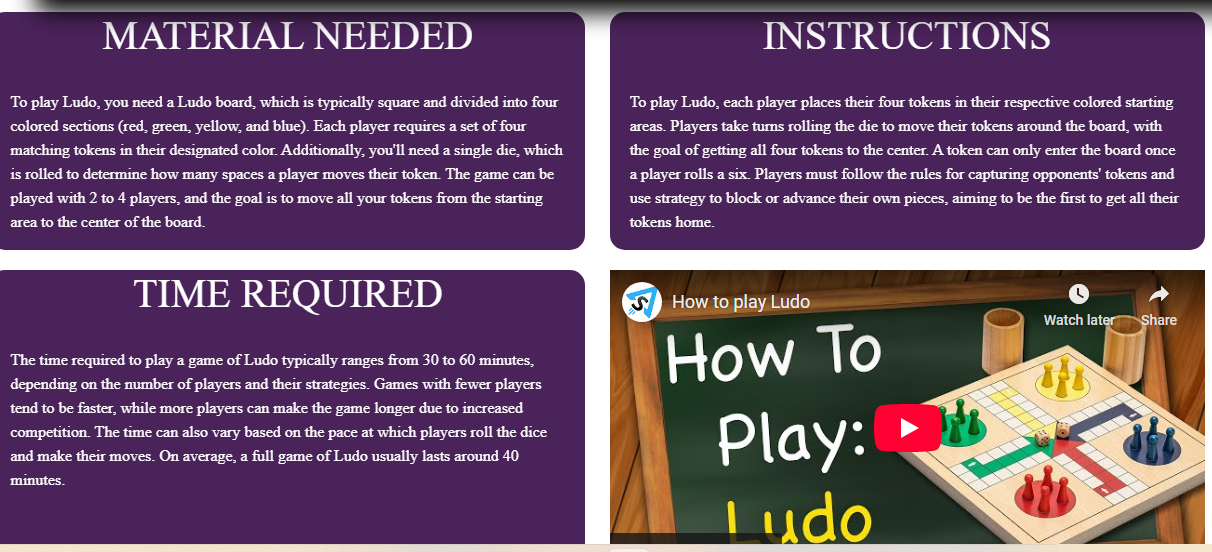 MATERIAL NEEDED
To play Ludo, you need a Ludo board, which is typically square and divided into four
colored sections (red, green, yellow, and blue). Each player requires a set of four
matching tokens in their designated color. Additionally, you'll need a single die, which
is rolled to determine how many spaces a player moves their token. The game can be
played with 2 to 4 players, and the goal is to move all your tokens from the starting
area to the center of the board.
INSTRUCTIONS
To play Ludo, each player places their four tokens in their respective colored starting
areas. Players take turns rolling the die to move their tokens around the board, with
the goal of getting all four tokens to the center. A token can only enter the board once
a player rolls a six. Players must follow the rules for capturing opponents' tokens and
use strategy to block or advance their own pieces, aiming to be the first to get all their
tokens home.
TIME REQUIRED
The time required to play a game of Ludo typically ranges from 30 to 60 minutes,
depending on the number of players and their strategies. Games with fewer players
tend to be faster, while more players can make the game longer due to increased
competition. The time can also vary based on the pace at which players roll the dice
and make their moves. On average, a full game of Ludo usually lasts around 40
minutes.
How to play Ludo
Watch later
Share
How To
Play:
Ludo